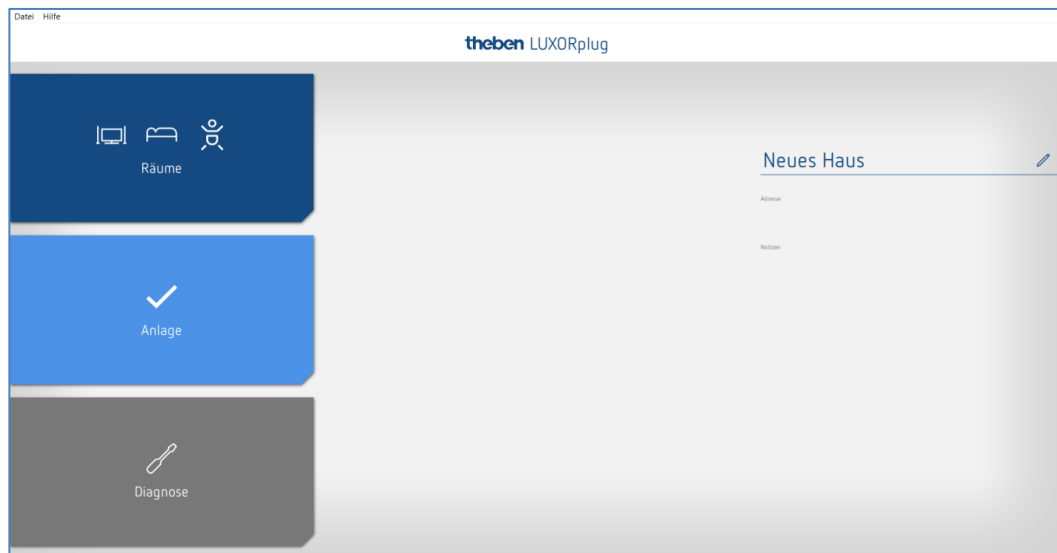 Datei Hilfe
theben LUXORplug
Räume
Neues Haus
Adresse
Notizen
Anlage
Diagnose